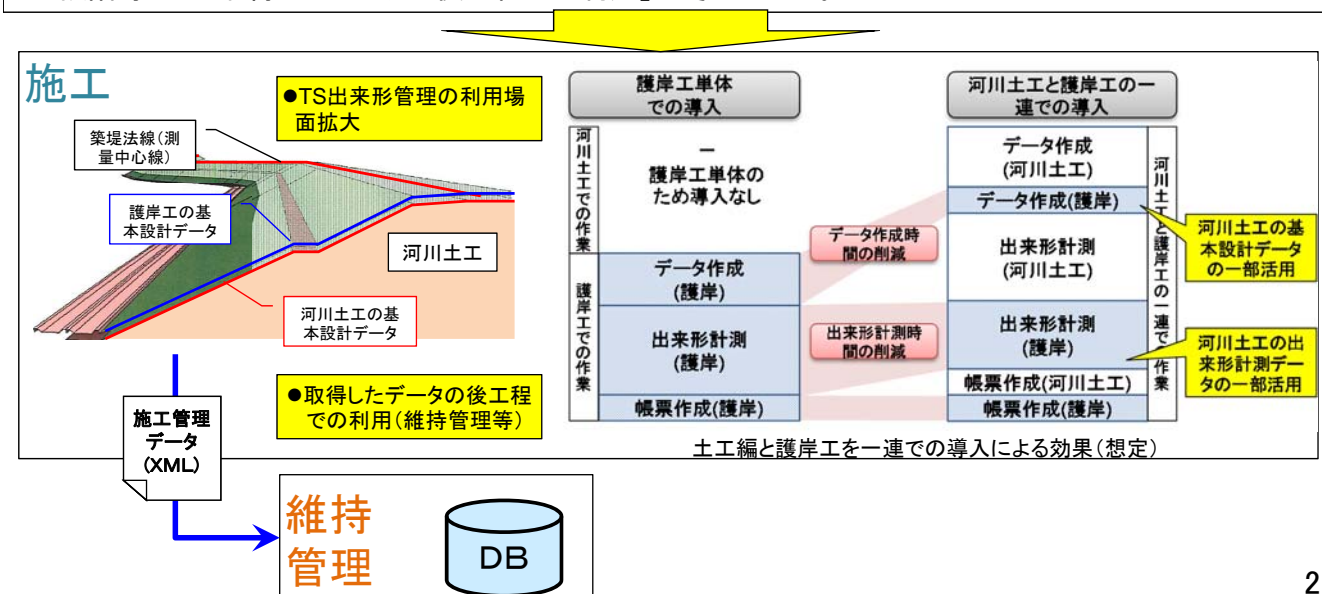 施工
●TS出来形管理の利用場
面拡大
築堤法線(測
量中心線)
護岸工の基
本設計データ
河川土工
河川土工の基
本設計データ
●取得したデータの後工程
での利用(維持管理等)
護岸工単体
での導入
河川土工での作業
－
護岸工単体の
ため導入なし
護岸工での作業
データ作成
(護岸)
出来形計測
(護岸)
帳票作成(護岸)
データ作成時
間の削減
出来形計測時
間の削減
河川土工と護岸工の一
連での導入
データ作成
(河川土工)
データ作成(護岸)
出来形計測
(河川土工)
出来形計測
(護岸)
帳票作成(河川土工)
帳票作成(護岸)
河川土工と護岸工の一連での作業
河川土工の基
本設計データ
の一部活用
河川土工の出
来形計測デー
タの一部活用
土工編と護岸工を一連での導入による効果(想定)
施工管理
データ
(XML)
維持
管理
DB
2